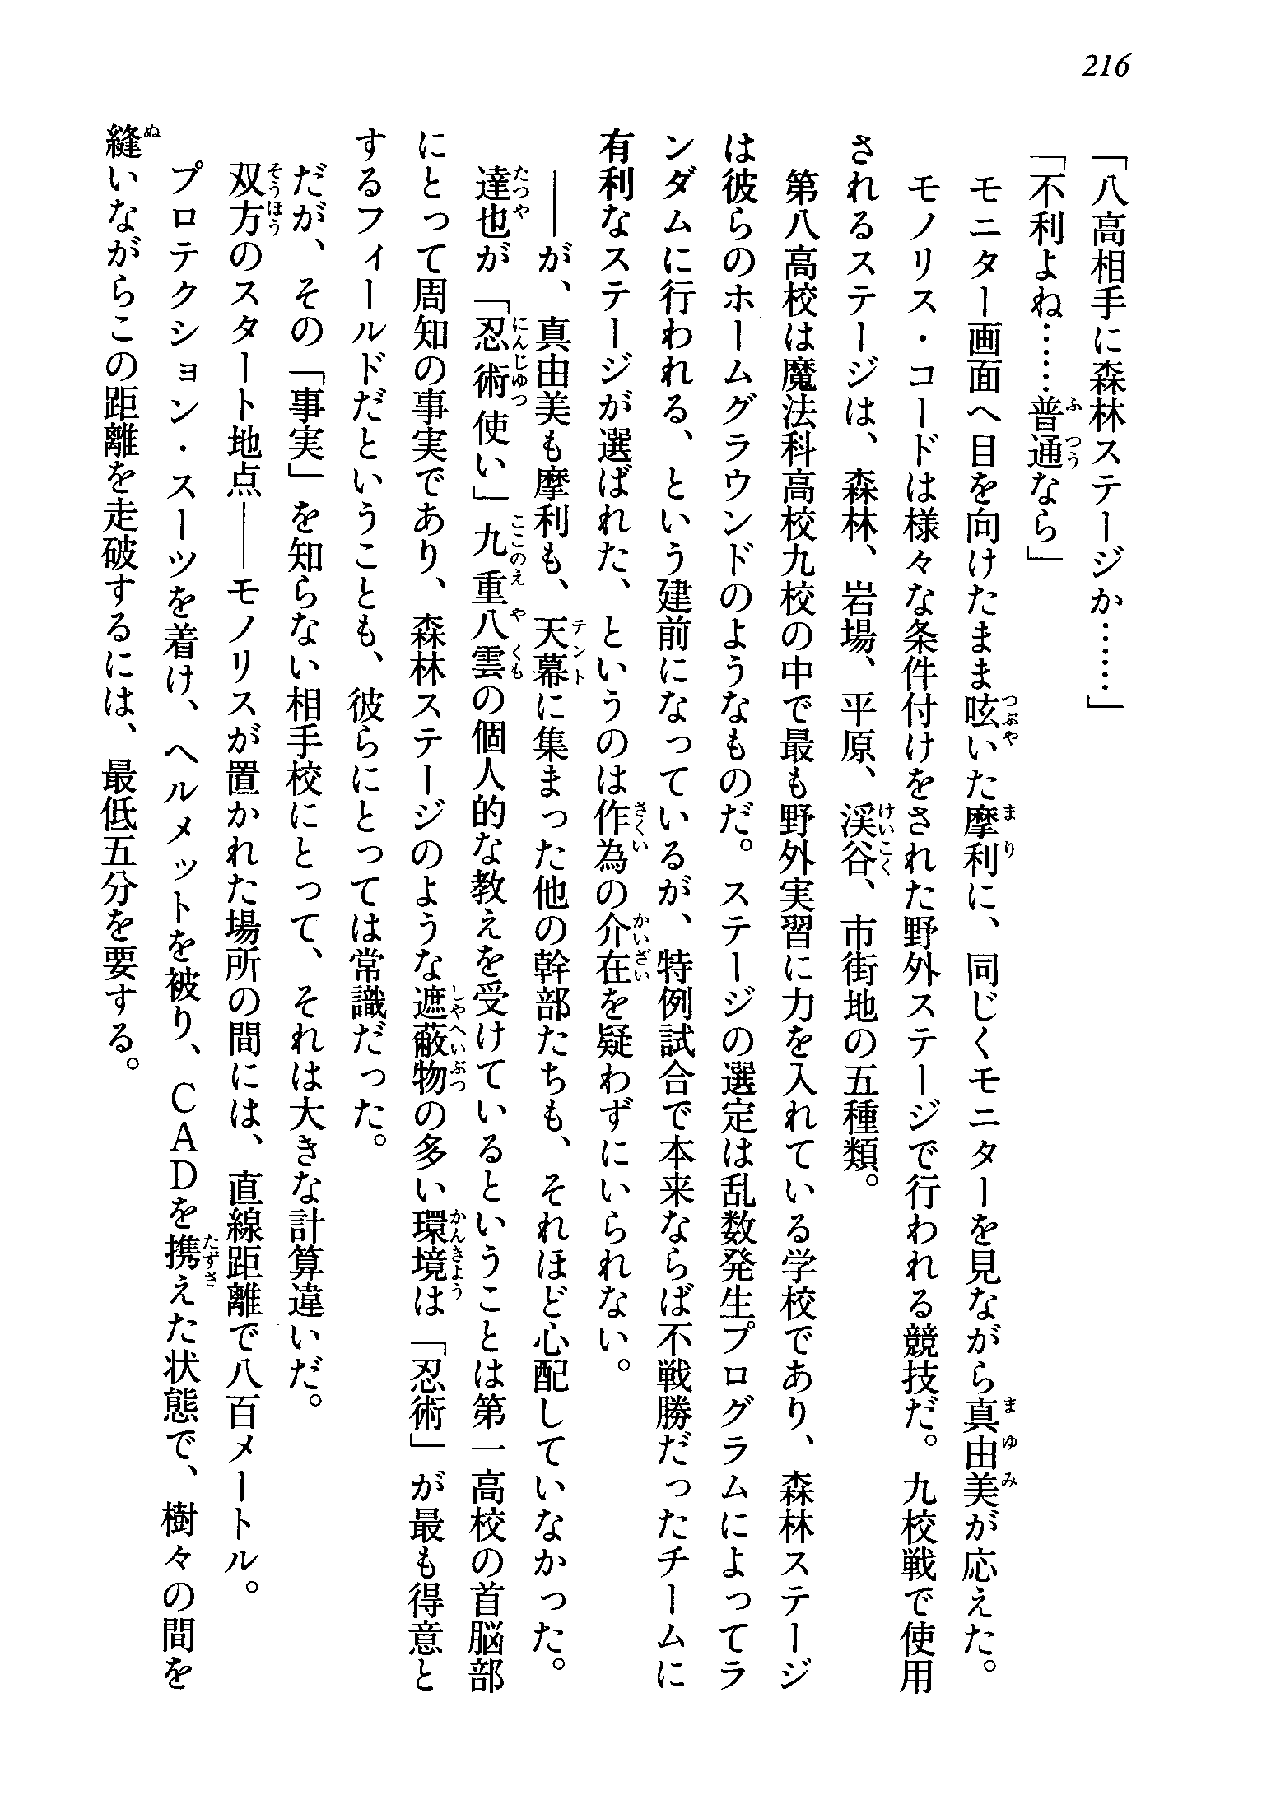 216
「八高相手に森林ステージか……」
「不利よね……普通なら」
モニター画面へ目を向けたまま呟いた摩利に、同じくモニターを見ながら真由美が応えた。
モノリス・コードは様々な条件付けをされた野外ステージで行われる競技だ。九校戦で使用
されるステージは、森林、岩場、平原、渓谷、市街地の五種類。
第八高校は魔法科高校九校の中で最も野外実習に力を入れている学校であり、森林ステージ
は彼らのホームグラウンドのようなものだ。ステージの選定は乱数発生プログラムによってラ
ンダムに行われる、という建前になっているが、特例試合で本来ならば不戦勝だったチームに
有利なステージが選ばれた、というのは作為の介在を疑わずにいられない。
――が、真由美も摩利も、天幕に集まった他の幹部たちも、それほど心配していなかった。
達也が「忍術使い」九重八雲の個人的な教えを受けているということは第一高校の首脳部
にとって周知の事実であり、森林ステージのような遮蔽物の多い環境は「忍術」が最も得意と
するフィールドだということも、彼らにとっては常識だった。
だが、その「事実」を知らない相手校にとって、それは大きな計算違いだ。
双方のスタート地点――モノリスが置かれた場所の間には、直線距離で八百メートル。
プロテクション・スーツを着け、ヘルメットを被り、ＣＡＤを携えた状態で、樹々の間を
縫いながらこの距離を走破するには、最低五分を要する。